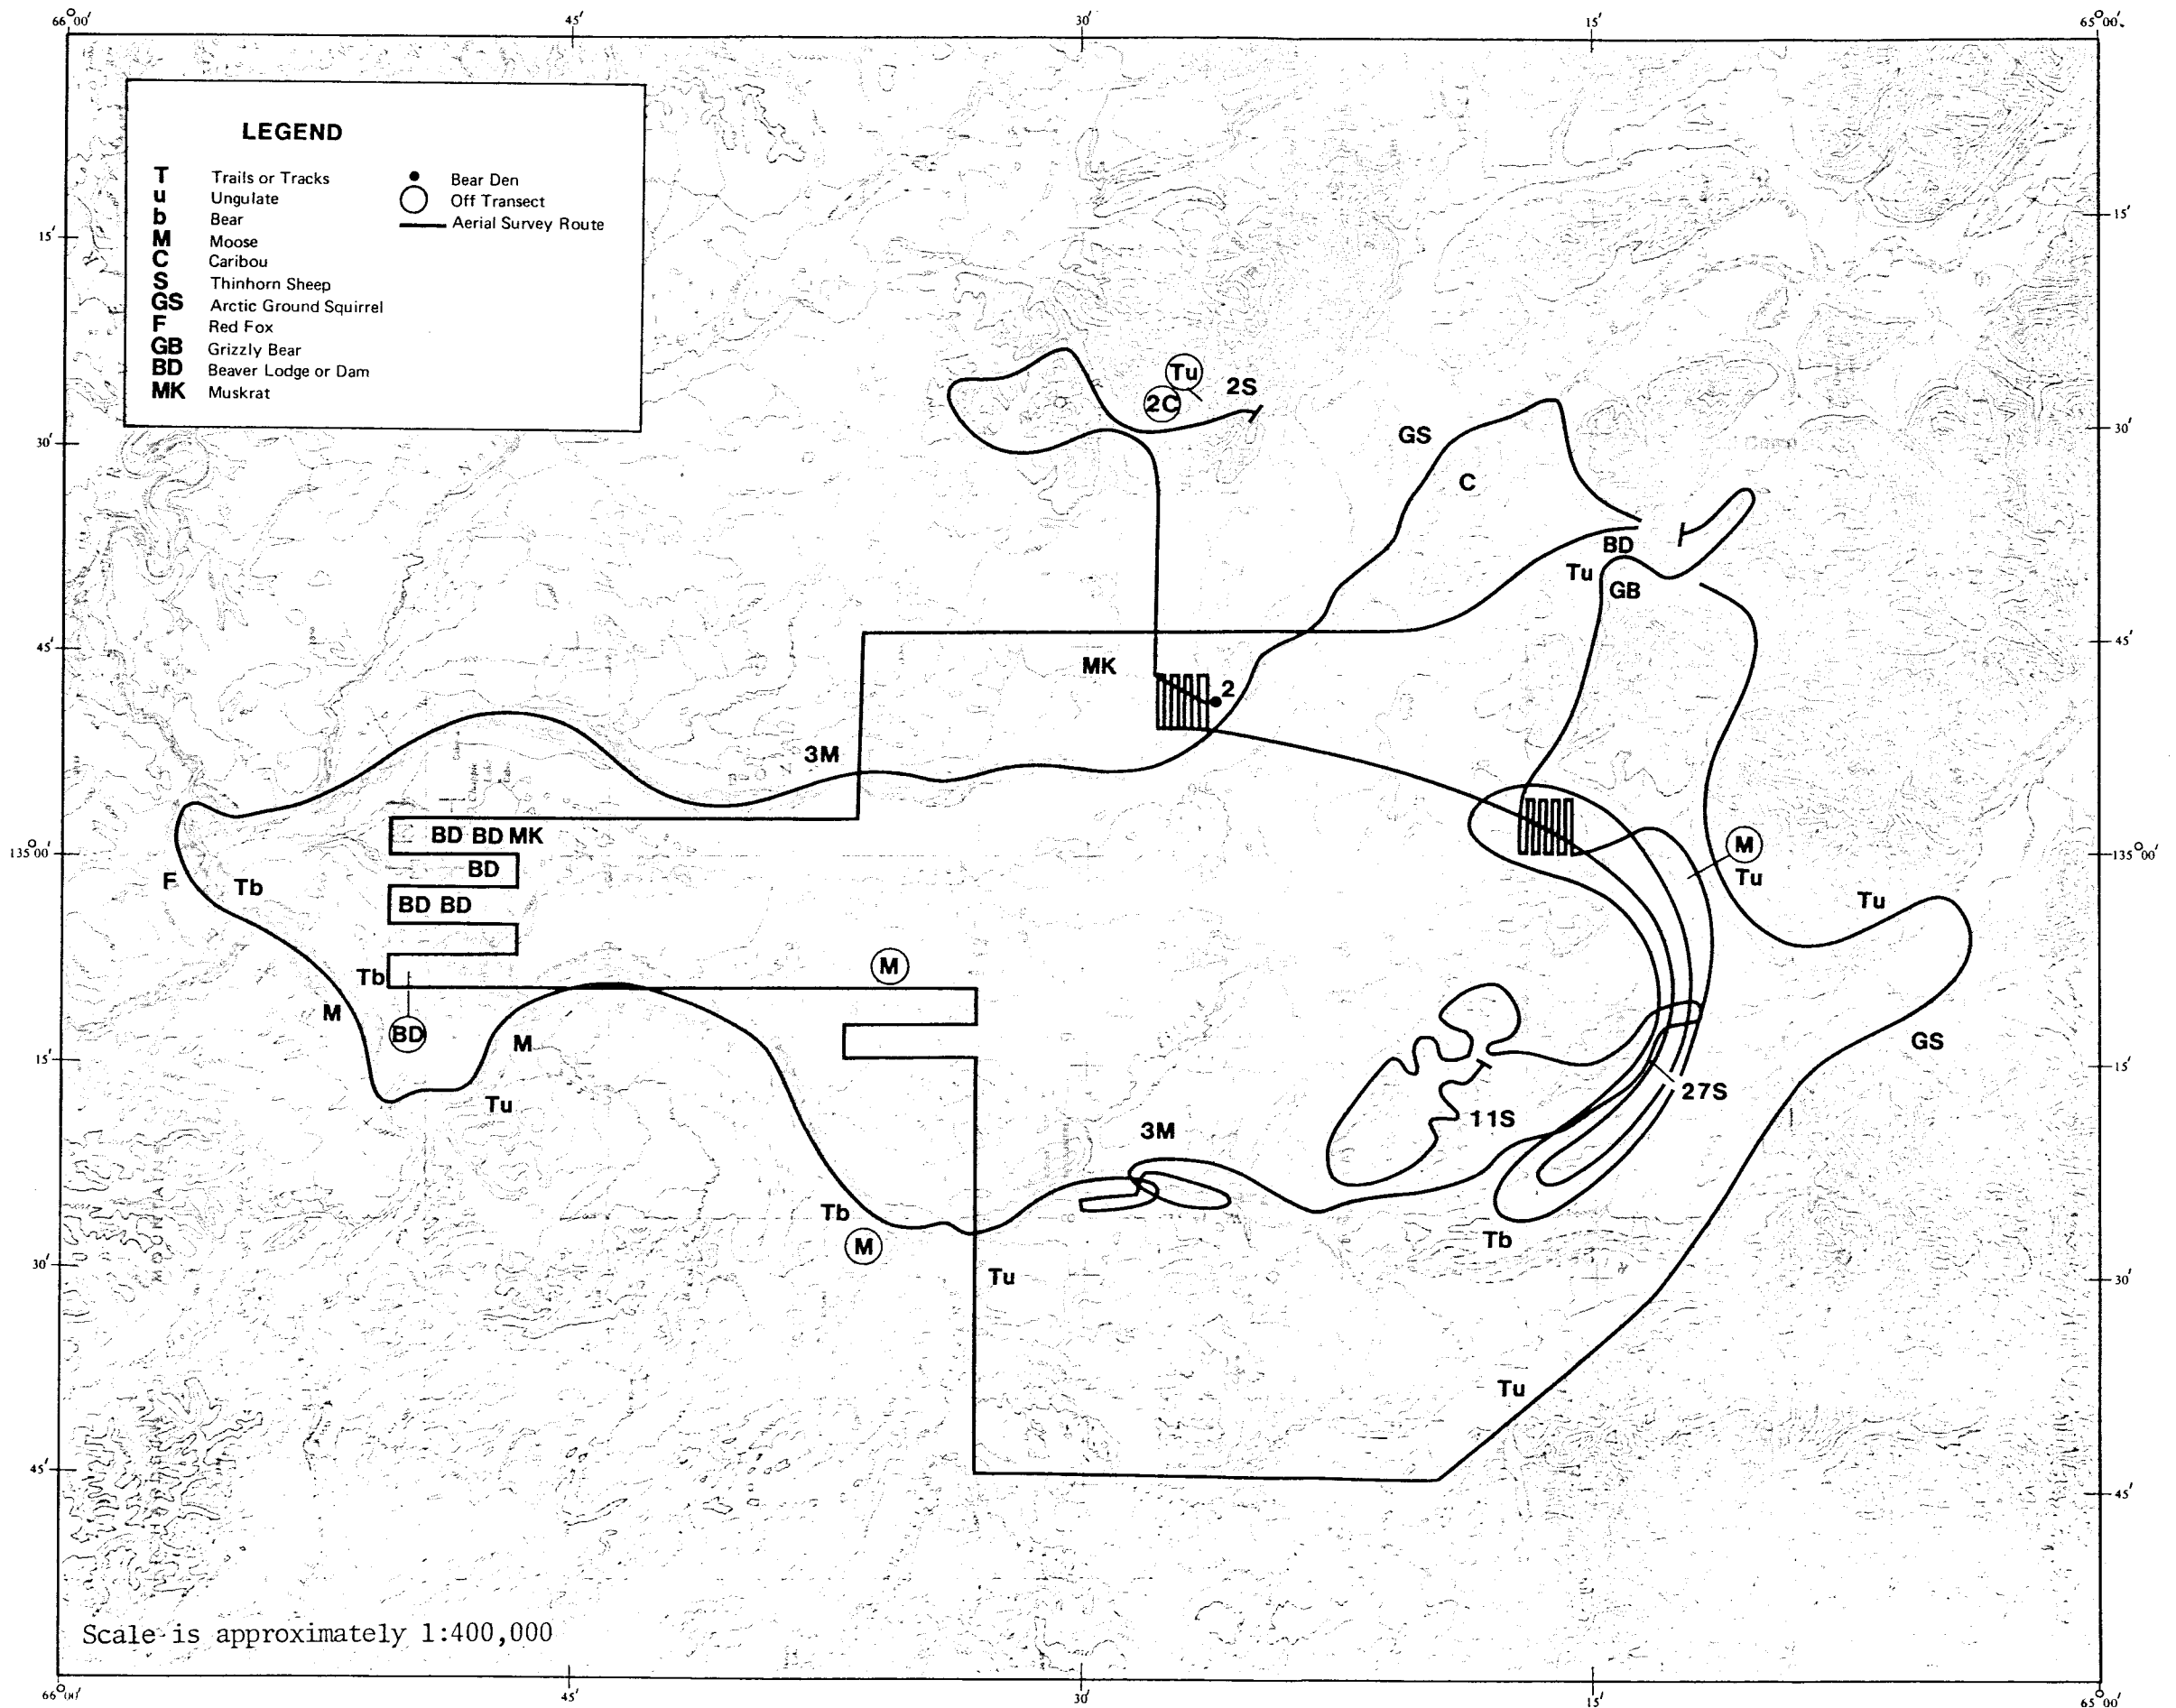 66°00' 45' 30' 15' 65°00'
LEGEND
T Trails or Tracks
u Ungulate
b Bear
M Moose
C Caribou
S Thinhorn Sheep
GS Arctic Ground Squirrel
F Red Fox
GB Grizzly Bear
BD Beaver Lodge or Dam
MK Muskrat
Bear Den
Off Transect
Aerial Survey Route
15' 15'
Tu
2C 2S
30' GS 30'
C
BD
Tu
GB
45' 45'
MK
2
3M
BD BD MK
M
135°00' BD 135°00'
F Tb Tu
BD BD Tu
M
Tb
M
BD M GS
15' 15'
27S
Tu
11S
3M
Tb
Tb
M
30' Tu 30'
Tu
45' 45'
Scale is approximately 1:400,000
66°00' 45' 30' 15' 65°00'